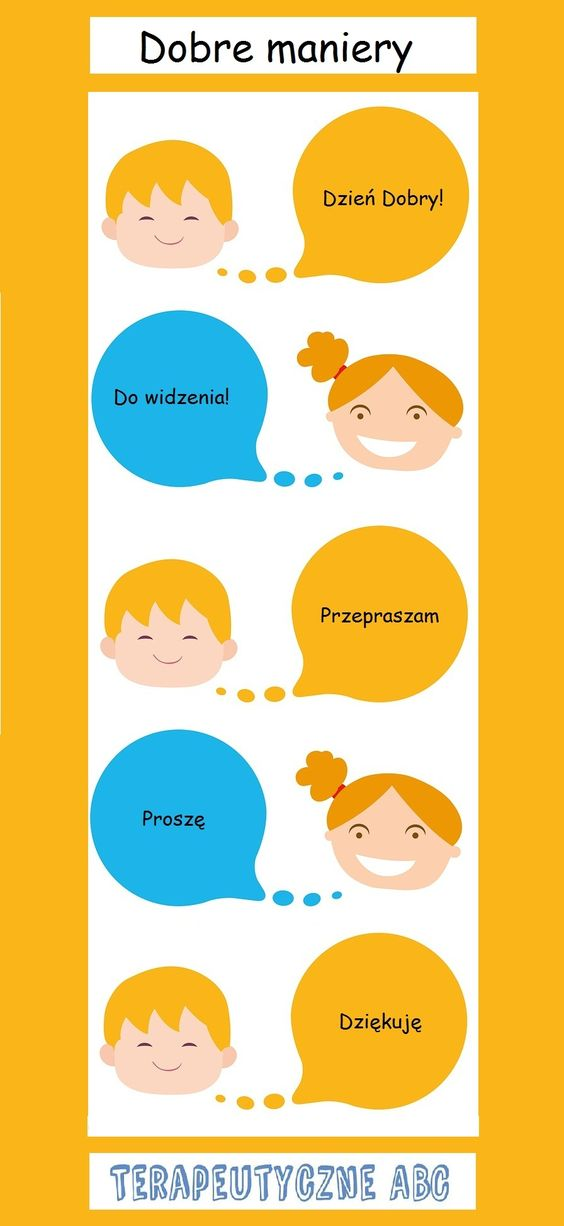 Dobre maniery
Dzień Dobry!
Do widzenia!
Przepraszam
Proszę
Dziękuję
TERAPEUTYCZNE ABC